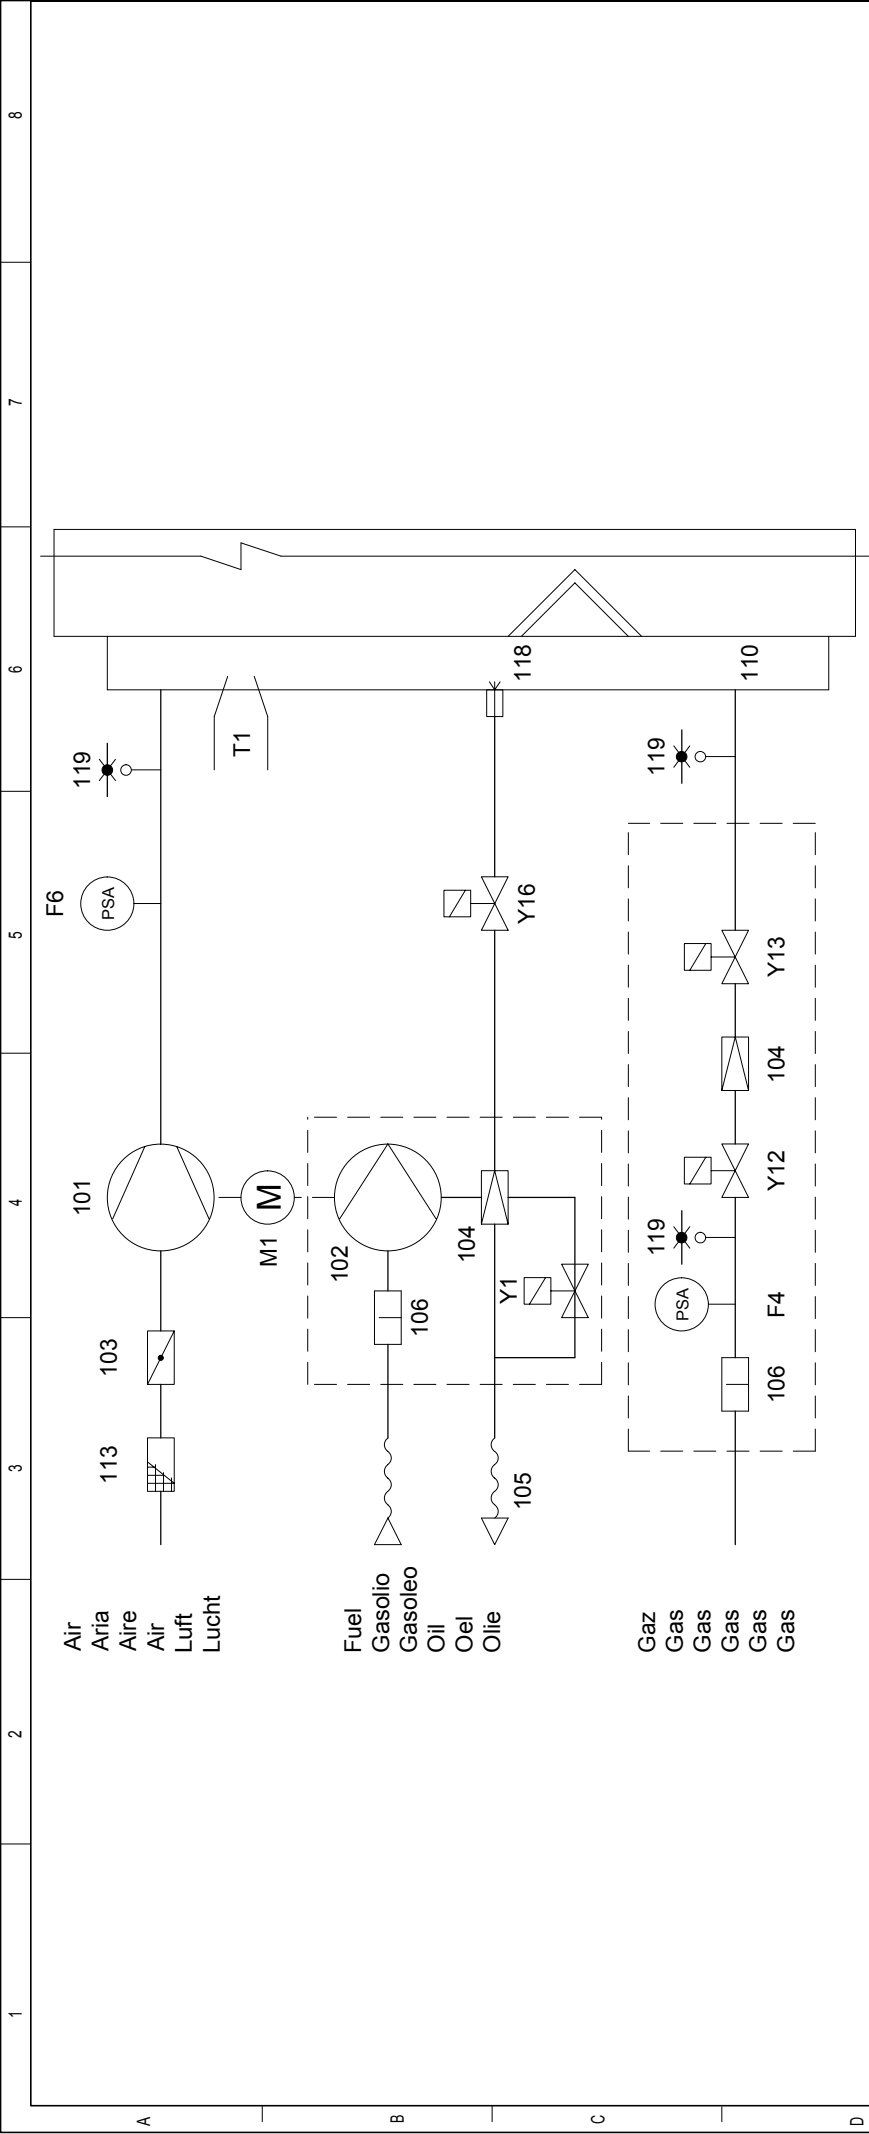 1
2
3
4
5
6
7
8
A
B
C
D
Air
Aria
Aire
Air
Luft
Lucht
113
103
101
F6
PSA
119
T1
M1
M
Fuel
Gasolio
Gasoleo
Oil
Oel
Olie
102
106
104
105
Y1
Y16
118
Gaz
Gas
Gas
Gas
Gas
Gas
106
PSA
F4
119
Y12
104
Y13
119
110